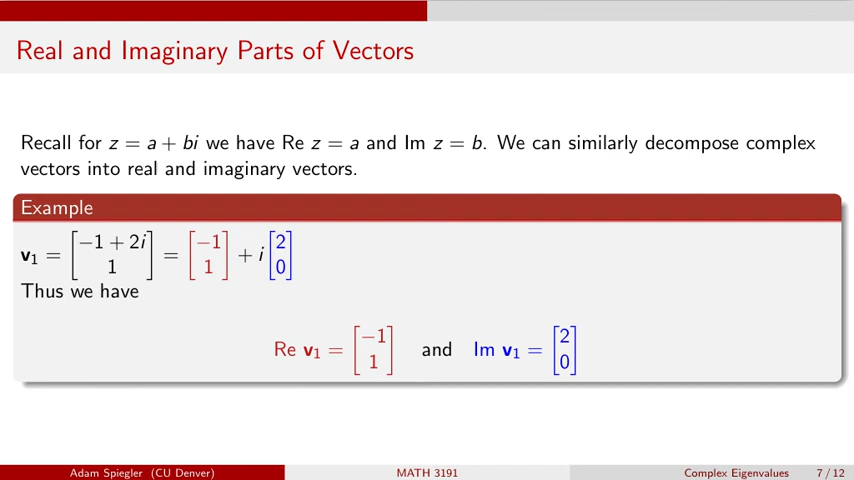 Real and Imaginary Parts of Vectors
Recall for z = a + bi we have Re z = a and Im z = b. We can similarly decompose complex
vectors into real and imaginary vectors.
Example
v₁ = [−1 + 2i; 1] = [−1; 1] + i [2; 0]
Thus we have
Re v₁ = [−1; 1] and Im v₁ = [2; 0]
Adam Spiegler (CU Denver) MATH 3191 Complex Eigenvalues 7 / 12